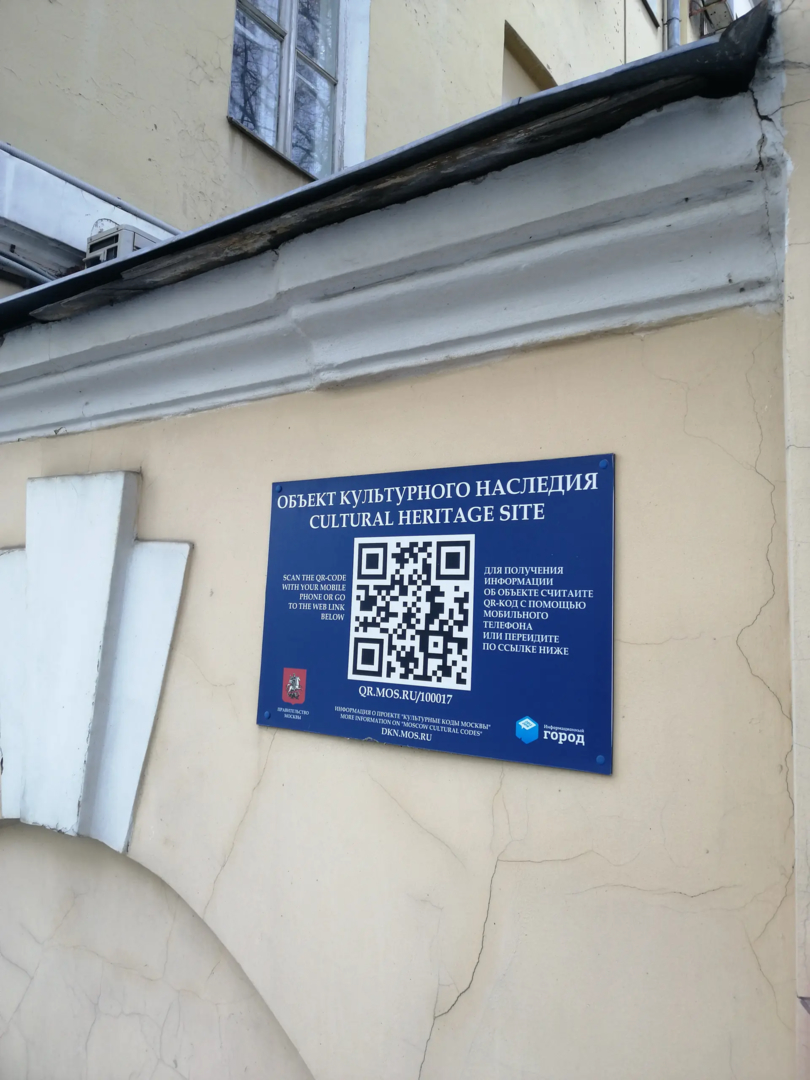 ОБЪЕКТ КУЛЬТУРНОГО НАСЛЕДИЯ
CULTURAL HERITAGE SITE
SCAN THE QR-CODE
WITH YOUR MOBILE
PHONE OR GO
TO THE WEB LINK
BELOW
ДЛЯ ПОЛУЧЕНИЯ
ИНФОРМАЦИИ
ОБ ОБЪЕКТЕ СЧИТАЙТЕ
QR-КОД С ПОМОЩЬЮ
МОБИЛЬНОГО
ТЕЛЕФОНА
ИЛИ ПЕРЕЙДИТЕ
ПО ССЫЛКЕ НИЖЕ
QR.MOS.RU/100017
ПРАВИТЕЛЬСТВО
МОСКВЫ
ИНФОРМАЦИЯ О ПРОЕКТЕ "КУЛЬТУРНЫЕ КОДЫ МОСКВЫ"
MORE INFORMATION ON "MOSCOW CULTURAL CODES"
DKN.MOS.RU
Информационный
город